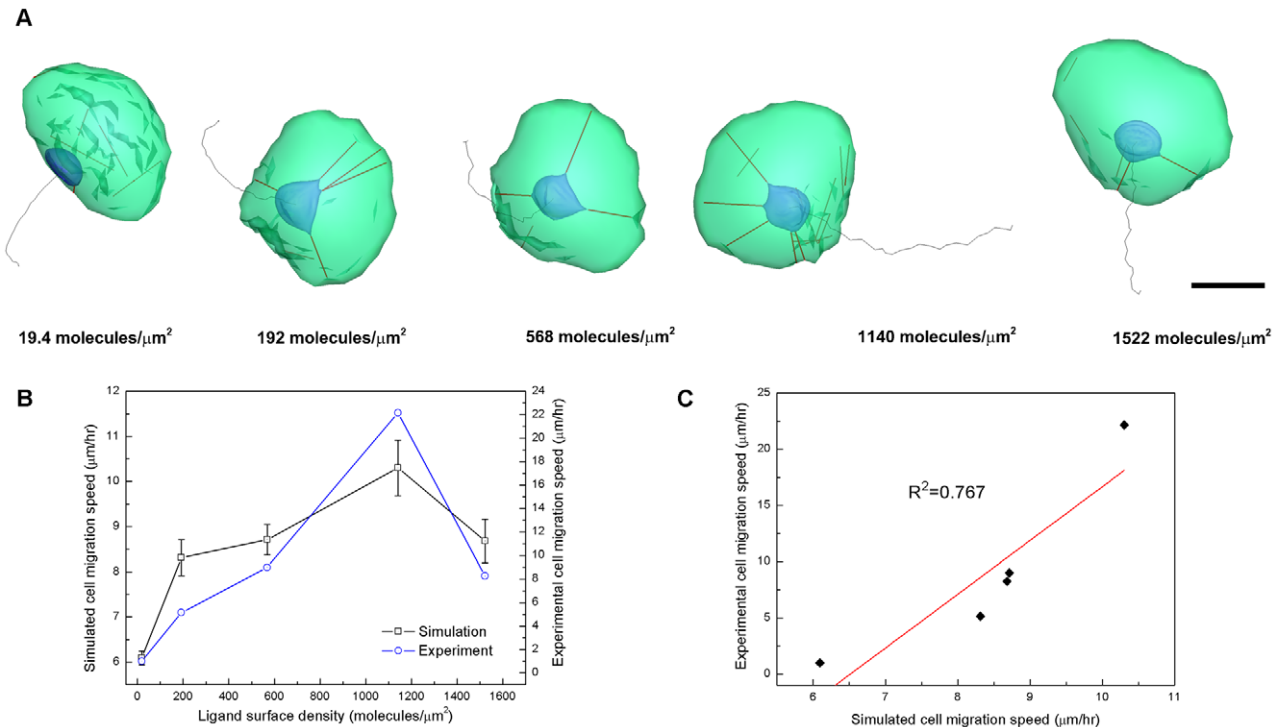 A
19.4 molecules/μm²
192 molecules/μm²
568 molecules/μm²
1140 molecules/μm²
1522 molecules/μm²
B
Simulated cell migration speed (μm/hr)
12
11
10
9
8
7
6
24
22
20
18
16
14
12
10
8
6
4
2
0
Experimental cell migration speed (μm/hr)
Simulation
Experiment
0 200 400 600 800 1000 1200 1400 1600
Ligand surface density (molecules/μm²)
C
Experimental cell migration speed (μm/hr)
25
20
15
10
5
0
R²=0.767
6 7 8 9 10 11
Simulated cell migration speed (μm/hr)